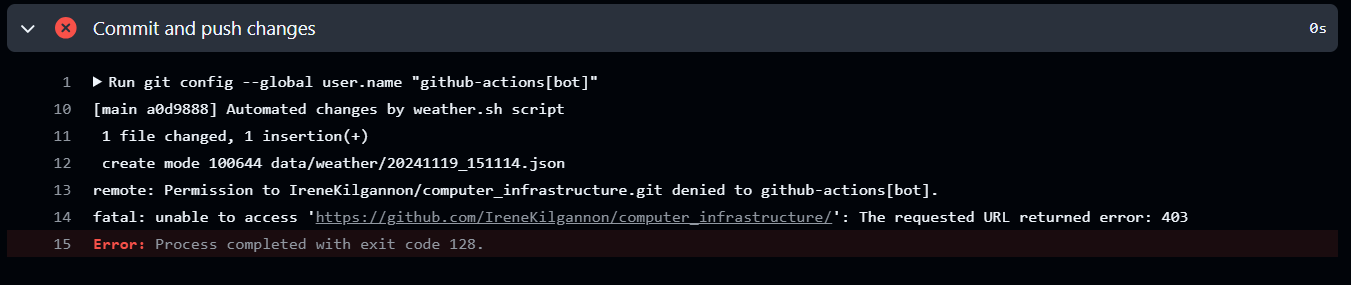 Commit and push changes 0s
1 Run git config --global user.name "github-actions[bot]"
10 [main a0d9888] Automated changes by weather.sh script
11 1 file changed, 1 insertion(+)
12 create mode 100644 data/weather/20241119_151114.json
13 remote: Permission to IreneKilgannon/computer_infrastructure.git denied to github-actions[bot].
14 fatal: unable to access 'https://github.com/IreneKilgannon/computer_infrastructure/': The requested URL returned error: 403
15 Error: Process completed with exit code 128.